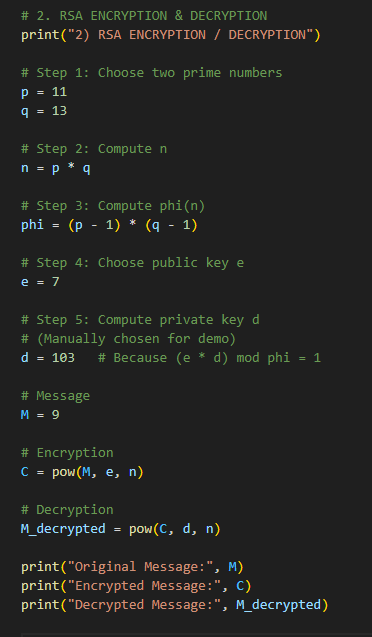 # 2. RSA ENCRYPTION & DECRYPTION
print("2) RSA ENCRYPTION / DECRYPTION")

# Step 1: Choose two prime numbers
p = 11
q = 13

# Step 2: Compute n
n = p * q

# Step 3: Compute phi(n)
phi = (p - 1) * (q - 1)

# Step 4: Choose public key e
e = 7

# Step 5: Compute private key d
# (Manually chosen for demo)
d = 103   # Because (e * d) mod phi = 1

# Message
M = 9

# Encryption
C = pow(M, e, n)

# Decryption
M_decrypted = pow(C, d, n)

print("Original Message:", M)
print("Encrypted Message:", C)
print("Decrypted Message:", M_decrypted)